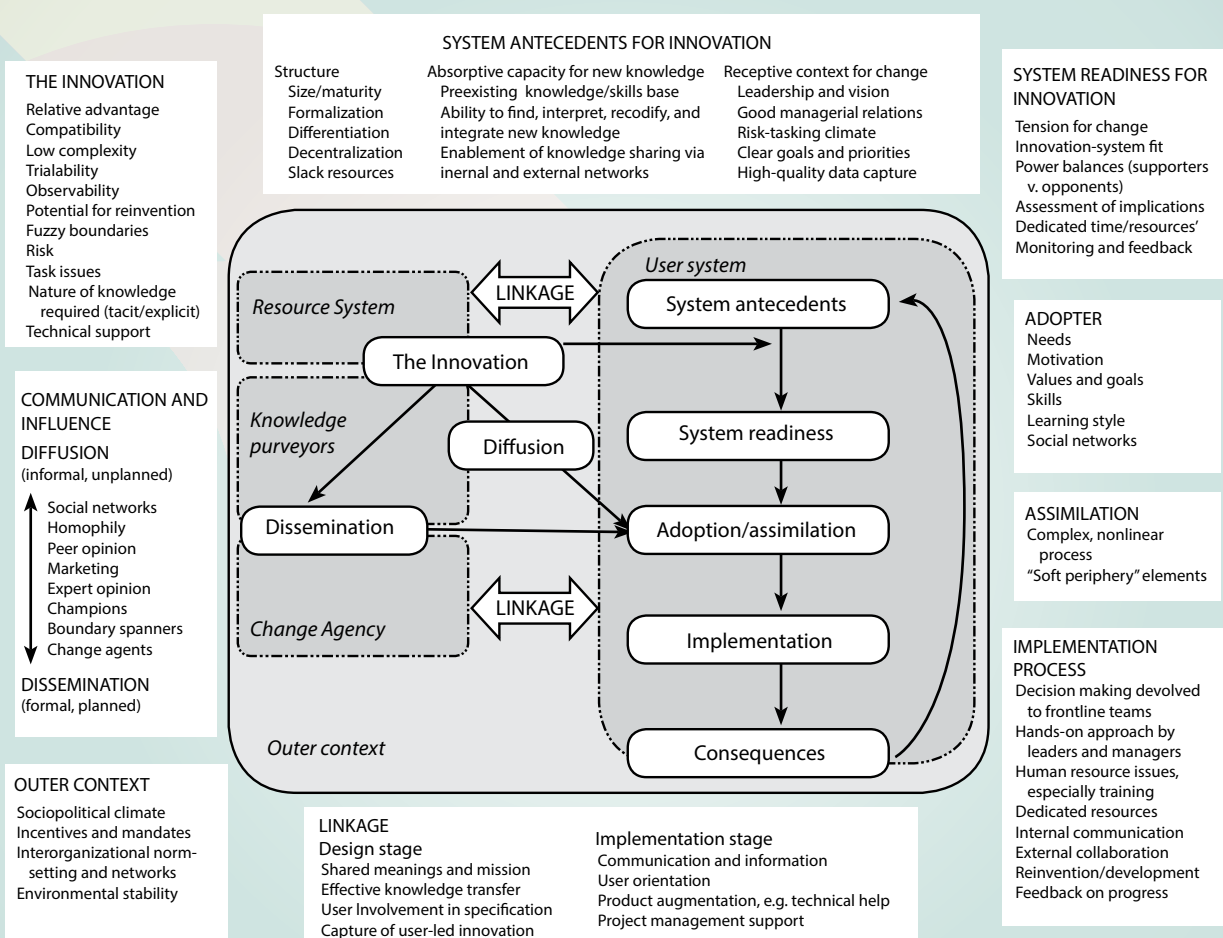 SYSTEM ANTECEDENTS FOR INNOVATION
Structure
Size/maturity
Formalization
Differentiation
Decentralization
Slack resources
Absorptive capacity for new knowledge
Preexisting knowledge/skills base
Ability to find, interpret, recodify, and
integrate new knowledge
Enablement of knowledge sharing via
inernal and external networks
Receptive context for change
Leadership and vision
Good managerial relations
Risk-tasking climate
Clear goals and priorities
High-quality data capture
THE INNOVATION
Relative advantage
Compatibility
Low complexity
Trialability
Observability
Potential for reinvention
Fuzzy boundaries
Risk
Task issues
Nature of knowledge
required (tacit/explicit)
Technical support
COMMUNICATION AND
INFLUENCE
DIFFUSION
(informal, unplanned)
Social networks
Homophily
Peer opinion
Marketing
Expert opinion
Champions
Boundary spanners
Change agents
DISSEMINATION
(formal, planned)
OUTER CONTEXT
Sociopolitical climate
Incentives and mandates
Interorganizational norm-
setting and networks
Environmental stability
Resource System
LINKAGE
User system
System antecedents
The Innovation
Knowledge
purveyors
Diffusion
System readiness
Dissemination
Adoption/assimilation
Change Agency
LINKAGE
Implementation
Outer context
Consequences
SYSTEM READINESS FOR
INNOVATION
Tension for change
Innovation-system fit
Power balances (supporters
v. opponents)
Assessment of implications
Dedicated time/resources’
Monitoring and feedback
ADOPTER
Needs
Motivation
Values and goals
Skills
Learning style
Social networks
ASSIMILATION
Complex, nonlinear
process
“Soft periphery” elements
IMPLEMENTATION
PROCESS
Decision making devolved
to frontline teams
Hands-on approach by
leaders and managers
Human resource issues,
especially training
Dedicated resources
Internal communication
External collaboration
Reinvention/development
Feedback on progress
LINKAGE
Design stage
Shared meanings and mission
Effective knowledge transfer
User Involvement in specification
Capture of user-led innovation
Implementation stage
Communication and information
User orientation
Product augmentation, e.g. technical help
Project management support